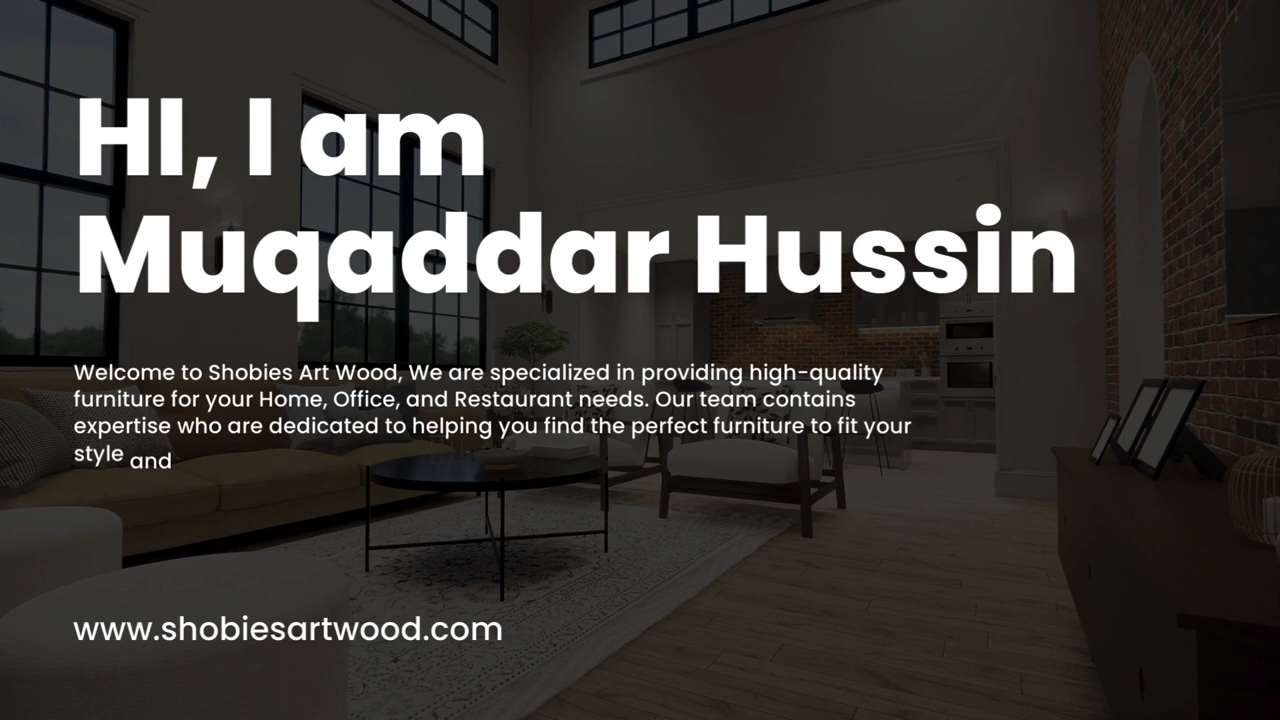 HI, I am
Muqaddar Hussin
Welcome to Shobies Art Wood, We are specialized in providing high-quality
furniture for your Home, Office, and Restaurant needs. Our team contains
expertise who are dedicated to helping you find the perfect furniture to fit your
style and
www.shobiesartwood.com